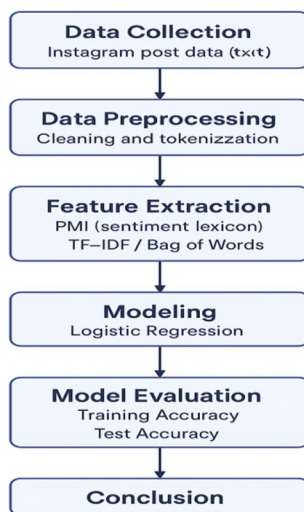 Data Collection
Instagram post data (txt)
Data Preprocessing
Cleaning and tokenizzation
Feature Extraction
PMI (sentiment lexicon)
TF–IDF / Bag of Words
Modeling
Logistic Regression
Model Evaluation
Training Accuracy
Test Accuracy
Conclusion